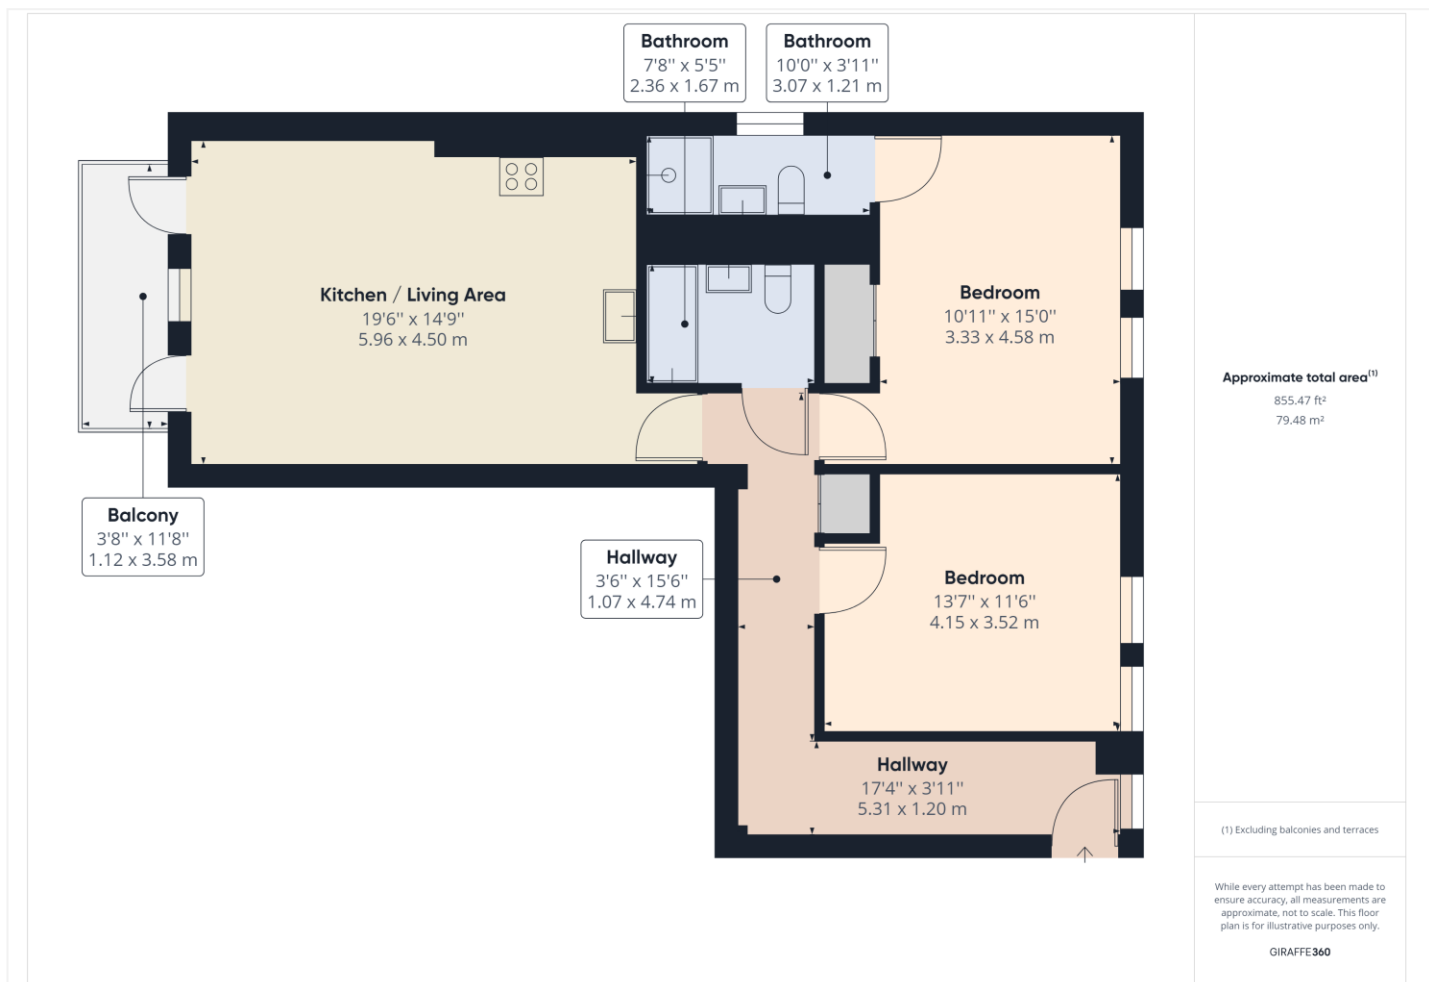 Bathroom
7'8'' x 5'5''
2.36 x 1.67 m
Bathroom
10'0'' x 3'11''
3.07 x 1.21 m
Kitchen / Living Area
19'6'' x 14'9''
5.96 x 4.50 m
Bedroom
10'11'' x 15'0''
3.33 x 4.58 m
Balcony
3'8'' x 11'8''
1.12 x 3.58 m
Hallway
3'6'' x 15'6''
1.07 x 4.74 m
Bedroom
13'7'' x 11'6''
4.15 x 3.52 m
Hallway
17'4'' x 3'11''
5.31 x 1.20 m
Approximate total area(1)
855.47 ft²
79.48 m²
(1) Excluding balconies and terraces
While every attempt has been made to
ensure accuracy, all measurements are
approximate, not to scale. This floor
plan is for illustrative purposes only.
GIRAFFE360